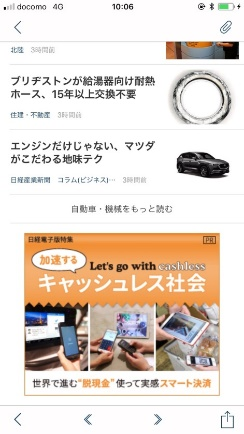 docomo 4G 10:06
北陸 3時間前
ブリヂストンが給湯器向け耐熱
ホース、15年以上交換不要
住建・不動産 3時間前
エンジンだけじゃない、マツダ
がこだわる地味テク
日経産業新聞 コラム(ビジネス)… 3時間前
自動車・機械をもっと読む
日経電子版特集 PR
加速する Let's go with cashless
キャッシュレス社会
世界で進む"脱現金" 使って実感スマート決済